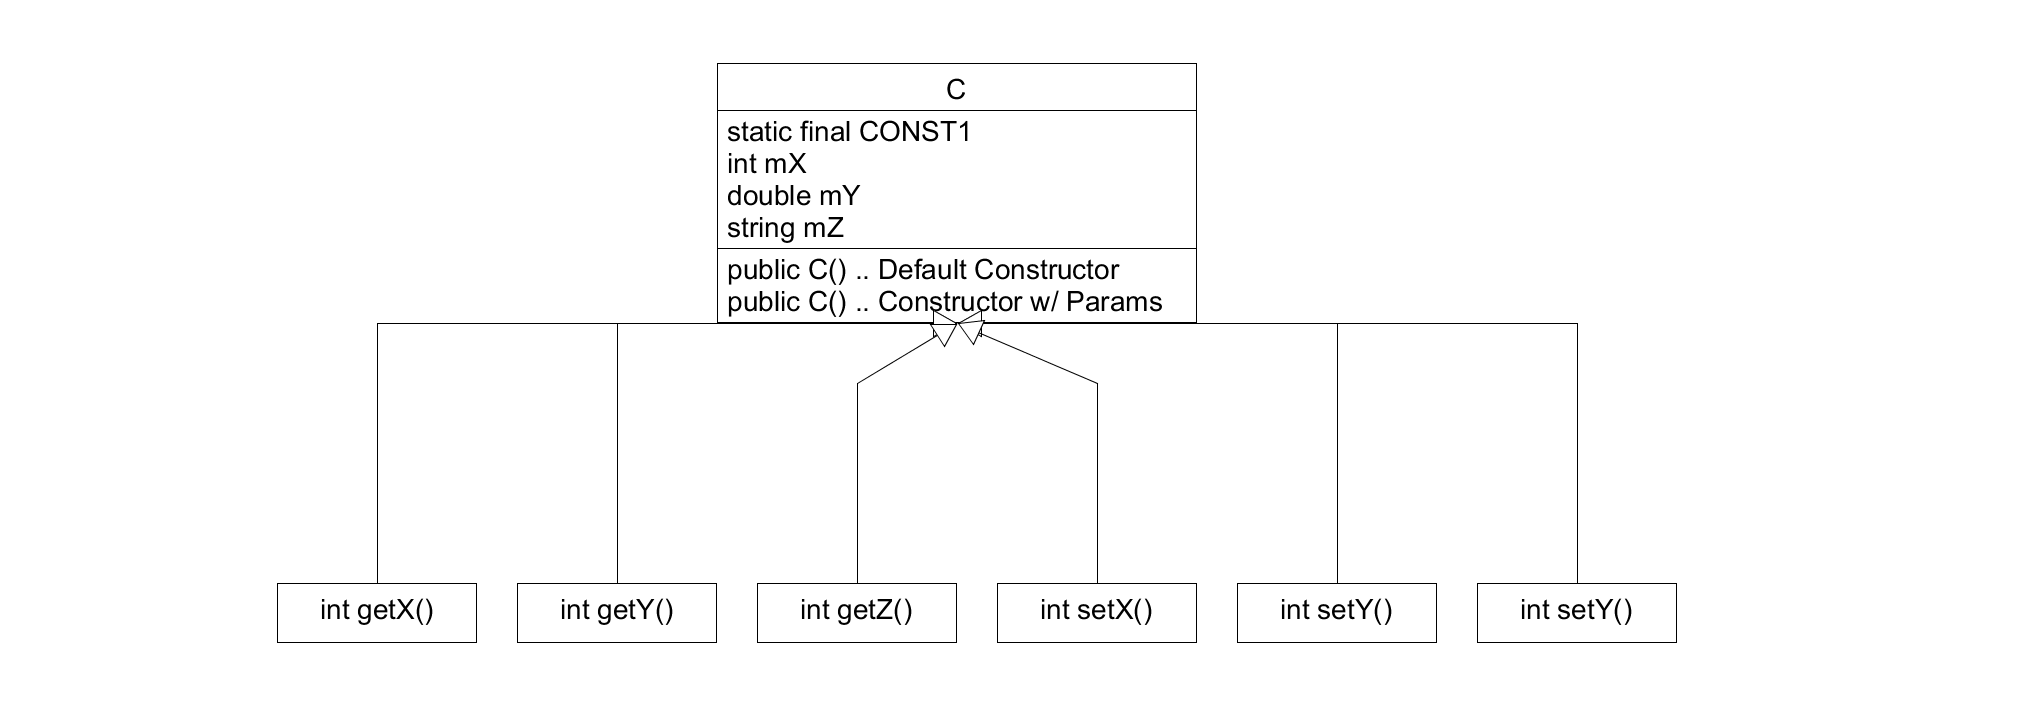 C
static final CONST1
int mX
double mY
string mZ
public C() .. Default Constructor
public C() .. Constructor w/ Params
int getX()
int getY()
int getZ()
int setX()
int setY()
int setY()